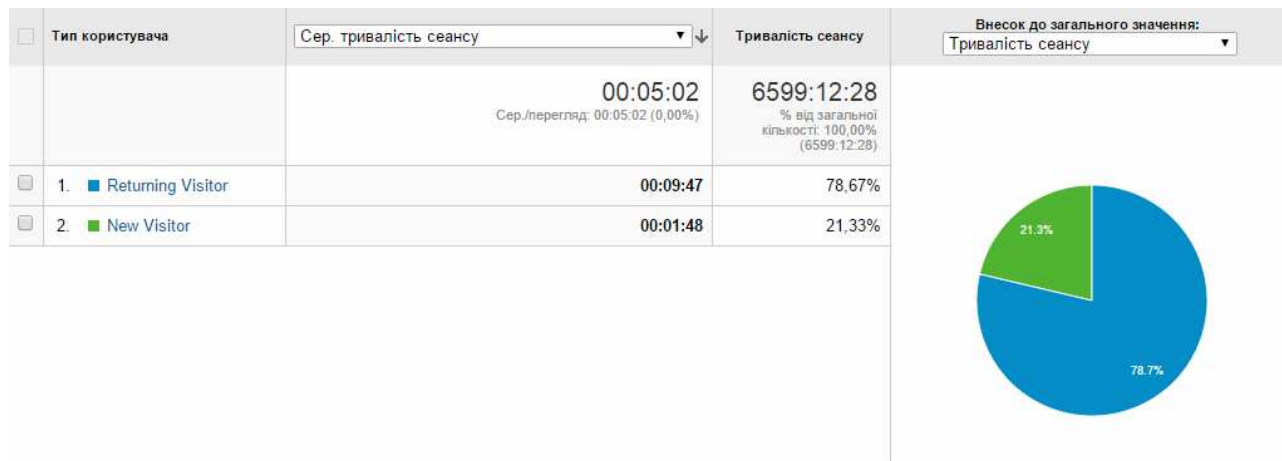 Тип користувача
Сер. тривалість сеансу
Тривалість сеансу
Внесок до загального значення:
Тривалість сеансу
00:05:02
Сер./перегляд: 00:05:02 (0,00%)
6599:12:28
% від загальної
кількості: 100,00%
(6599:12:28)
1. Returning Visitor 00:09:47 78,67%
2. New Visitor 00:01:48 21,33%
21.3%
78.7%